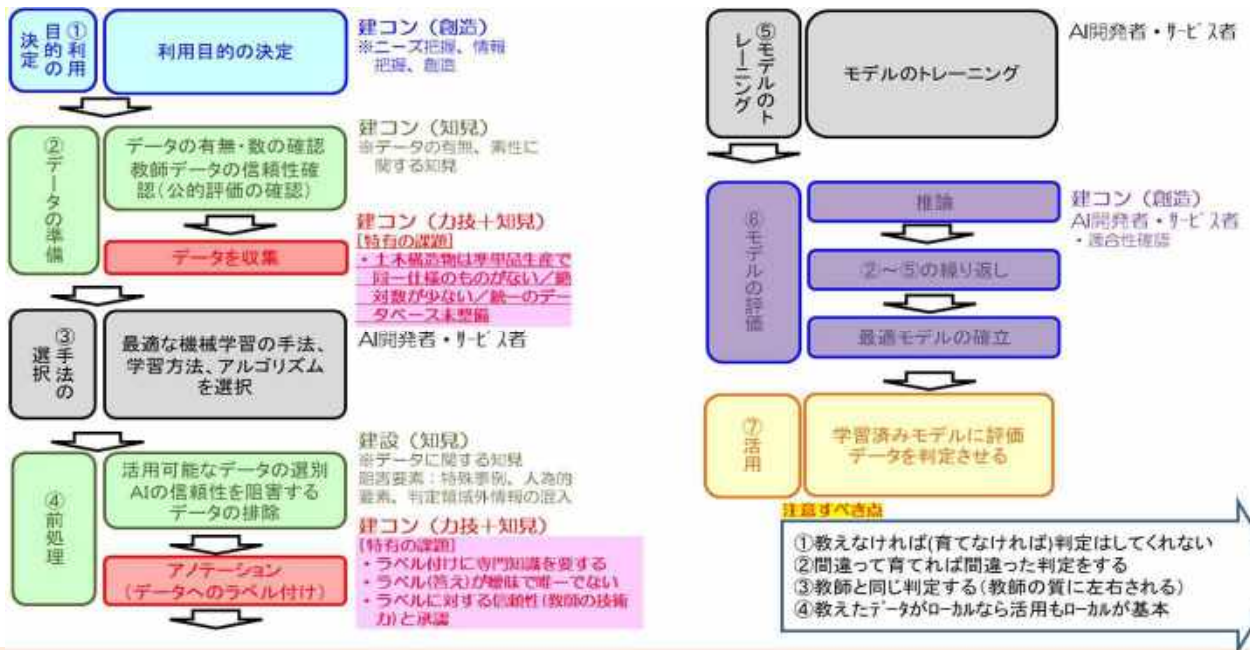 ①利用
目的の
決定
利用目的の決定
建コン（創造）
※ニーズ把握、情報
把握、創造
②データの準備
データの有無・数の確認
教師データの信頼性確
認（公的評価の確認）
建コン（知見）
※データの有無、素性に
関する知見
データを収集
建コン（力技＋知見）
[特有の課題]
・土木構造物は準単品生産で
同一仕様のものがない／絶
対数が少ない／統一のデー
タベース未整備
③手法の
選択
最適な機械学習の手法、
学習方法、アルゴリズム
を選択
AI開発者・ｻｰﾋﾞｽ者
④前処理
活用可能なデータの選別
AIの信頼性を阻害する
データの排除
建設（知見）
※データに関する知見
阻害要素：特殊事例、人為的
要素、判定領域外情報の混入
アノテーション
（データへのラベル付け）
建コン（力技＋知見）
[特有の課題]
・ラベル付けに専門知識を要する
・ラベル(答え)が曖昧で唯一でない
・ラベルに対する信頼性(教師の技術
力)と承認
⑤モデルのト
レーニング
モデルのトレーニング
AI開発者・ｻｰﾋﾞｽ者
⑥モデルの評価
推論
②～⑤の繰り返し
最適モデルの確立
建コン（創造）
AI開発者・ｻｰﾋﾞｽ者
・適合性確認
⑦活用
学習済みモデルに評価
データを判定させる
注意すべき点
①教えなければ(育てなければ)判定はしてくれない
②間違って育てれば間違った判定をする
③教師と同じ判定する(教師の質に左右される)
④教えたﾃﾞｰﾀがﾛｰｶﾙなら活用もﾛｰｶﾙが基本